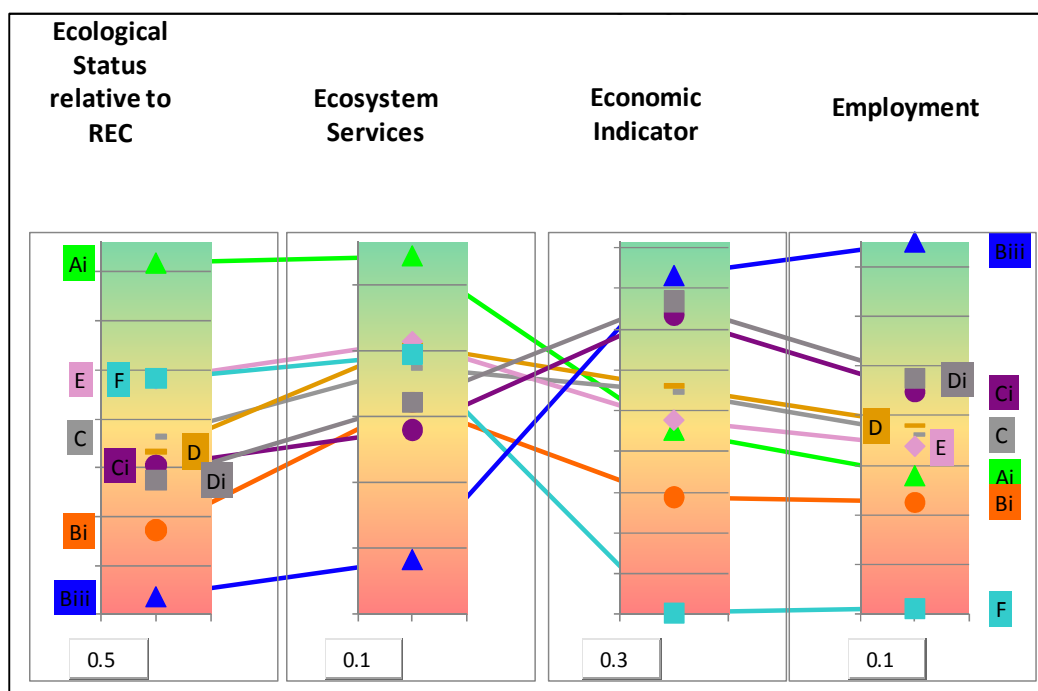 Ecological
Status
relative to
REC
Ecosystem
Services
Economic
Indicator
Employment
Ai
E
F
C
D
Ci
Di
Bi
Biii
Biii
Di
Ci
D
C
E
Ai
Bi
F
0.5
0.1
0.3
0.1